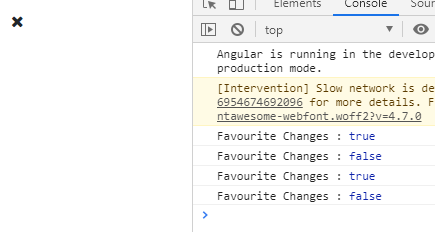 Elements
Console
Sour
top
Angular is running in the develop
production mode.
[Intervention] Slow network is de
6954674692096 for more details. F
ntawesome-webfont.woff2?v=4.7.0
Favourite Changes : true
Favourite Changes : false
Favourite Changes : true
Favourite Changes : false